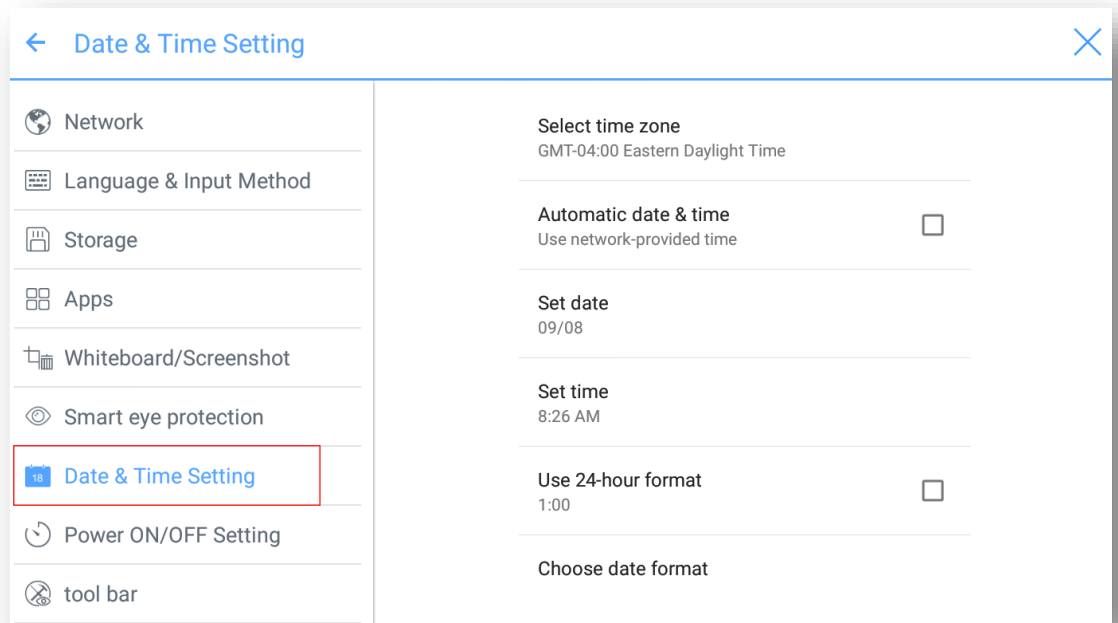 Date & Time Setting
Network
Language & Input Method
Storage
Apps
Whiteboard/Screenshot
Smart eye protection
18
Date & Time Setting
Power ON/OFF Setting
tool bar
Select time zone
GMT-04:00 Eastern Daylight Time
Automatic date & time
Use network-provided time
Set date
09/08
Set time
8:26 AM
Use 24-hour format
1:00
Choose date format